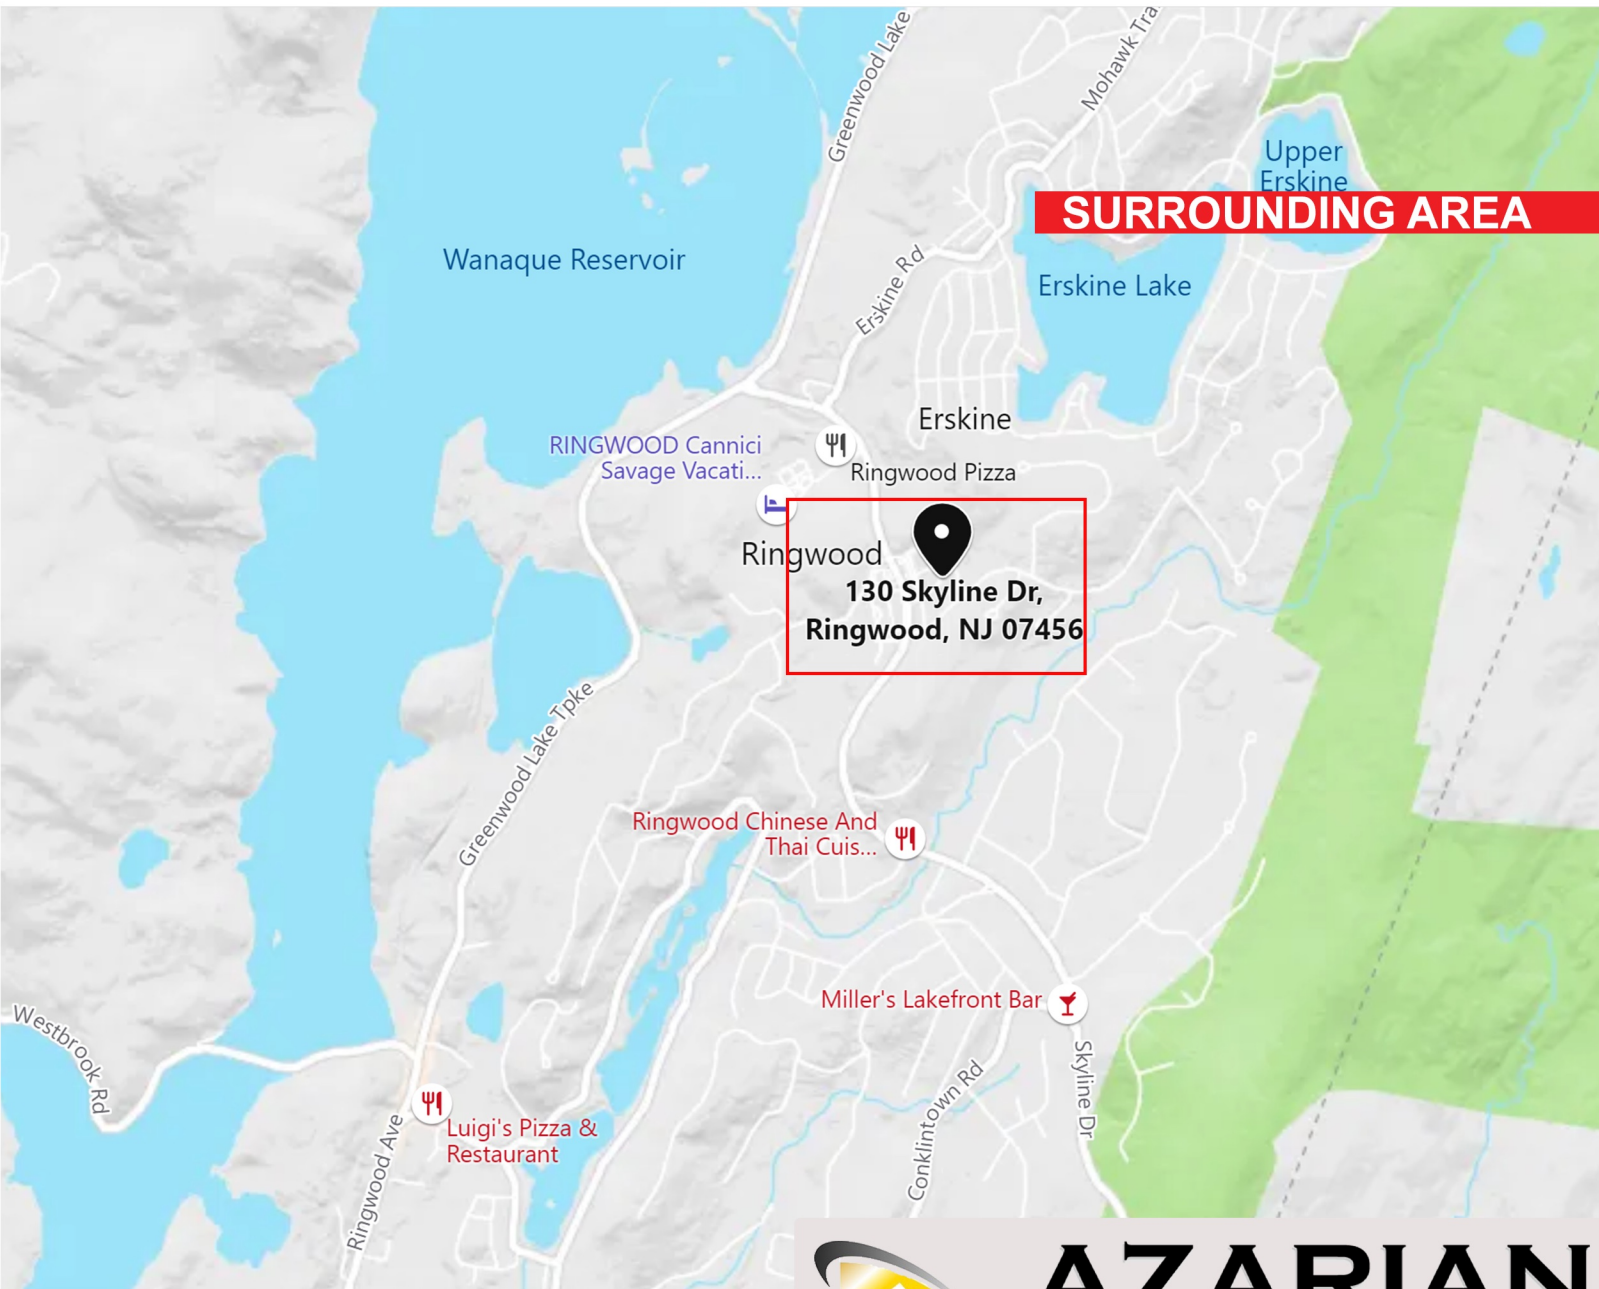 Greenwood Lake
Mohawk Tra
Upper
Erskine
SURROUNDING AREA
Wanaque Reservoir
Erskine Rd
Erskine Lake
Erskine
RINGWOOD Cannici
Savage Vacati...
Ringwood Pizza
Ringwood
130 Skyline Dr,
Ringwood, NJ 07456
Greenwood Lake Tpke
Ringwood Chinese And
Thai Cuis...
Miller's Lakefront Bar
Westbrook Rd
Skyline Dr
Conklintown Rd
Luigi's Pizza &
Restaurant
Ringwood Ave
AZARIAN